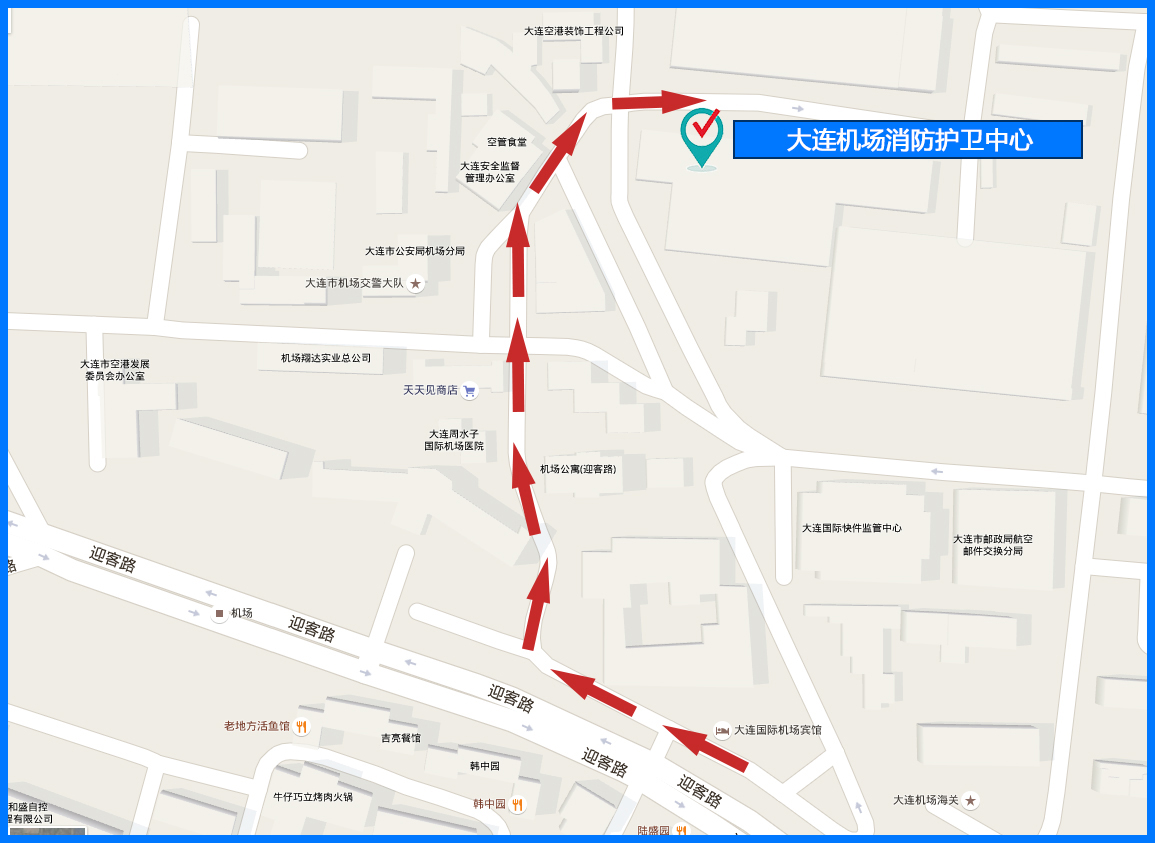 大连空港装饰工程公司
大连机场消防护卫中心
空管食堂
大连安全监督
管理办公室
大连市公安局机场分局
大连市机场交警大队
机场翔达实业总公司
大连市空港发展
委员会办公室
天天见商店
大连周水子
国际机场医院
机场公寓(迎客路)
大连国际快件监管中心
大连市邮政局航空
邮件交换分局
迎客路
路
机场
迎客路
迎客路
老地方活鱼馆
吉亮餐馆
大连国际机场宾馆
迎客路
韩中园
迎客路
牛仔巧立烤肉火锅
韩中园
大连机场海关
和盛自控
程有限公司
陆盛园